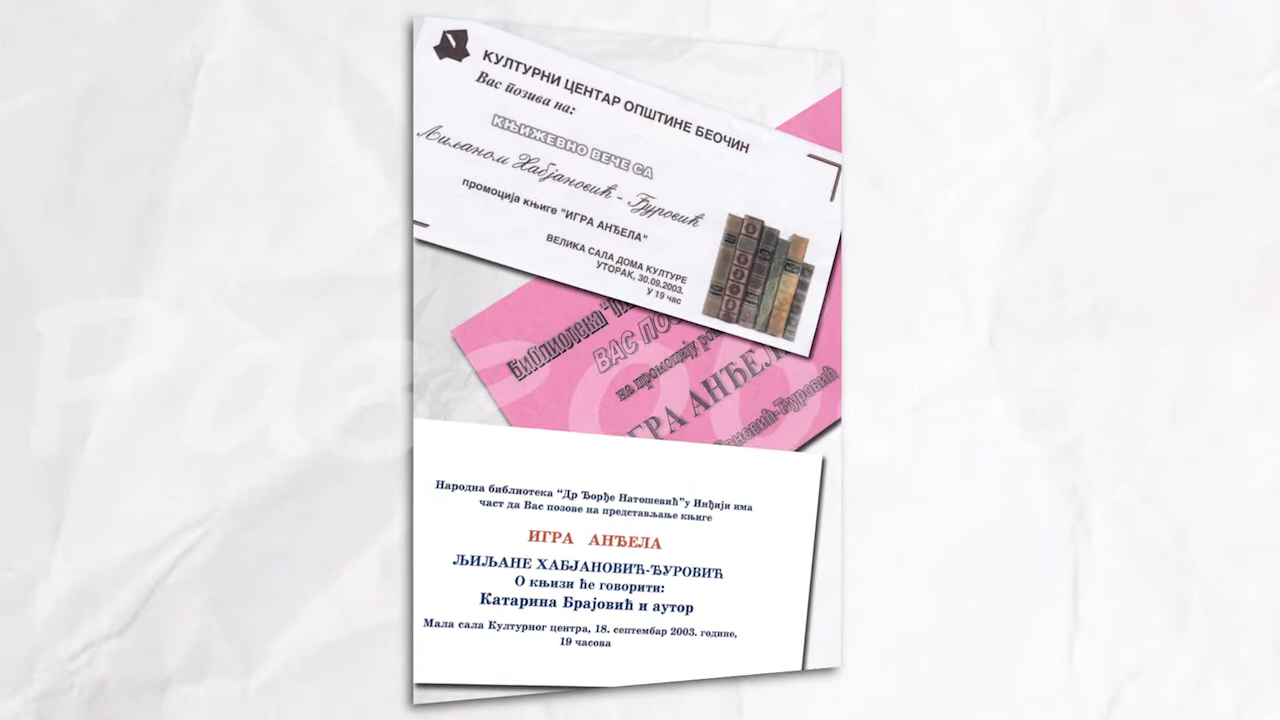 КУЛТУРНИ ЦЕНТАР ОПШТИНЕ БЕОЧИН
Вас позива на:
КЊИЖЕВНО ВЕЧЕ СА
Љиљаном Хабјановић - Ђуровић
промоција књиге "ИГРА АНЂЕЛА"
ВЕЛИКА САЛА ДОМА КУЛТУРЕ
УТОРАК, 30.09.2003.
У 19 час
Библиотека
ВАС
на промоцију
АНЂЕЛ
Ђуровић
Народна библиотека “Др Ђорђе Натошевић”у Инђији има
част да Вас позове на представљање књиге
ИГРА АНЂЕЛА
ЉИЉАНЕ ХАБЈАНОВИЋ-ЂУРОВИЋ
О књизи ће говорити:
Катарина Брајовић и аутор
Мала сала Културног центра, 18. септембар 2003. године,
19 часова